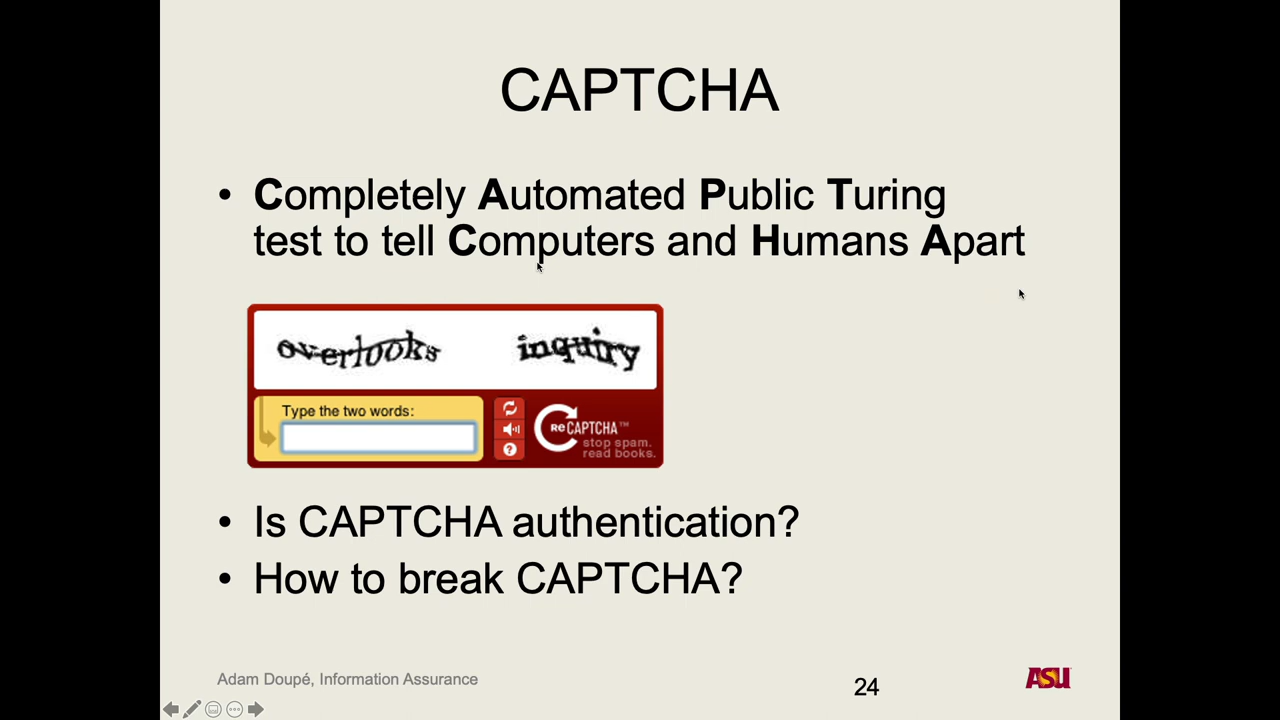 CAPTCHA
• Completely Automated Public Turing
test to tell Computers and Humans Apart
overlooks inquiry
Type the two words:
ReCAPTCHA™
stop spam.
read books.
• Is CAPTCHA authentication?
• How to break CAPTCHA?
Adam Doupé, Information Assurance
24
ASU